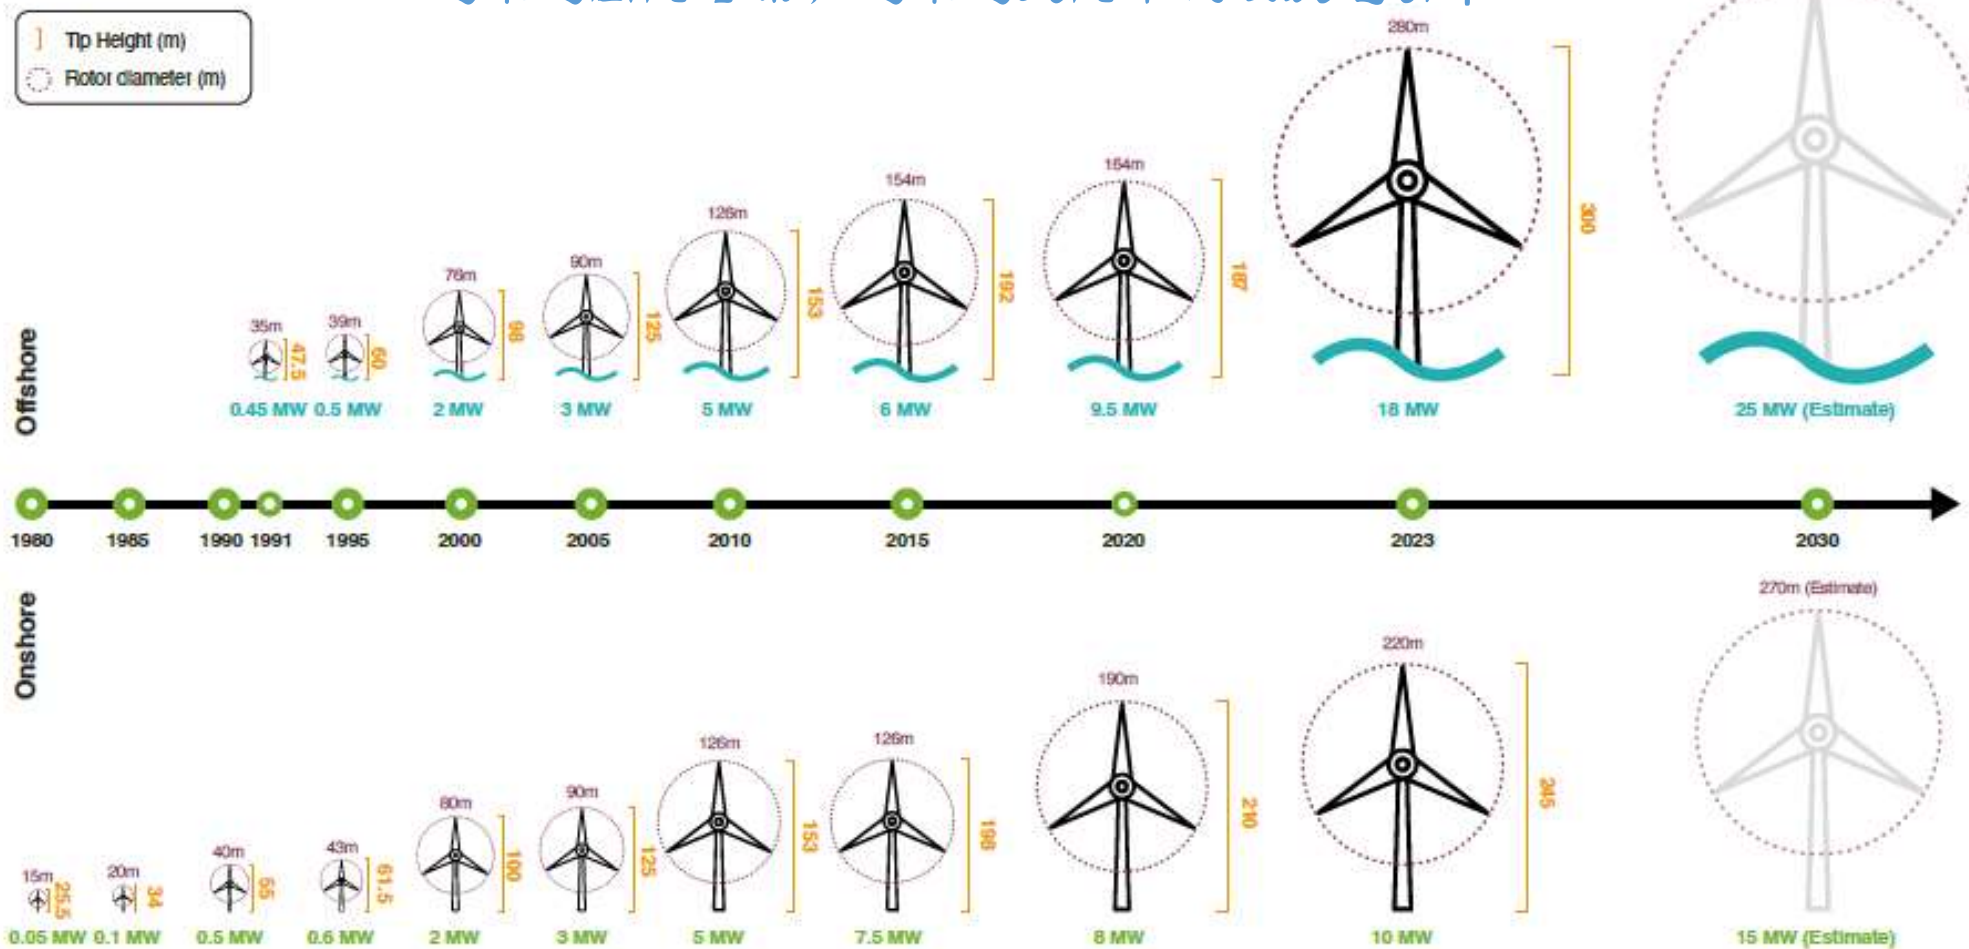 Tip Height (m)
Rotor diameter (m)
Offshore
35m
47.5
0.45 MW
39m
60
0.5 MW
76m
98
2 MW
90m
125
3 MW
126m
153
5 MW
154m
192
6 MW
164m
187
9.5 MW
280m
300
18 MW
25 MW (Estimate)
1980
1985
1990
1991
1995
2000
2005
2010
2015
2020
2023
2030
Onshore
15m
25.5
0.05 MW
20m
34
0.1 MW
40m
55
0.5 MW
43m
61.5
0.6 MW
80m
100
2 MW
90m
125
3 MW
126m
153
5 MW
126m
198
7.5 MW
190m
210
8 MW
220m
245
10 MW
270m (Estimate)
15 MW (Estimate)